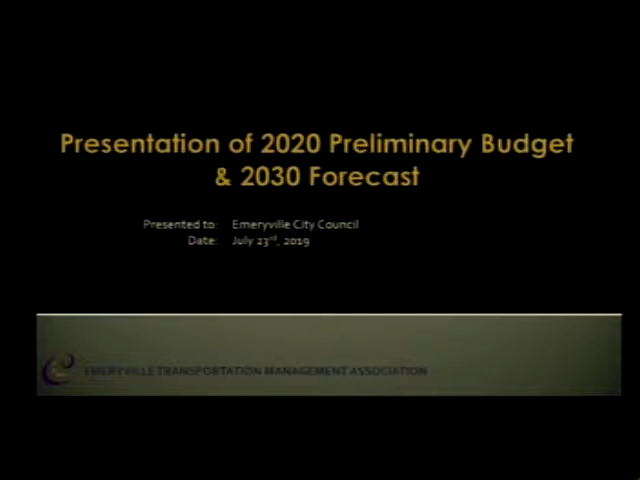 Presentation of 2020 Preliminary Budget
& 2030 Forecast
Presented to: Emeryville City Council
Date: July 23rd, 2019
EMERYVILLE TRANSPORTATION MANAGEMENT ASSOCIATION